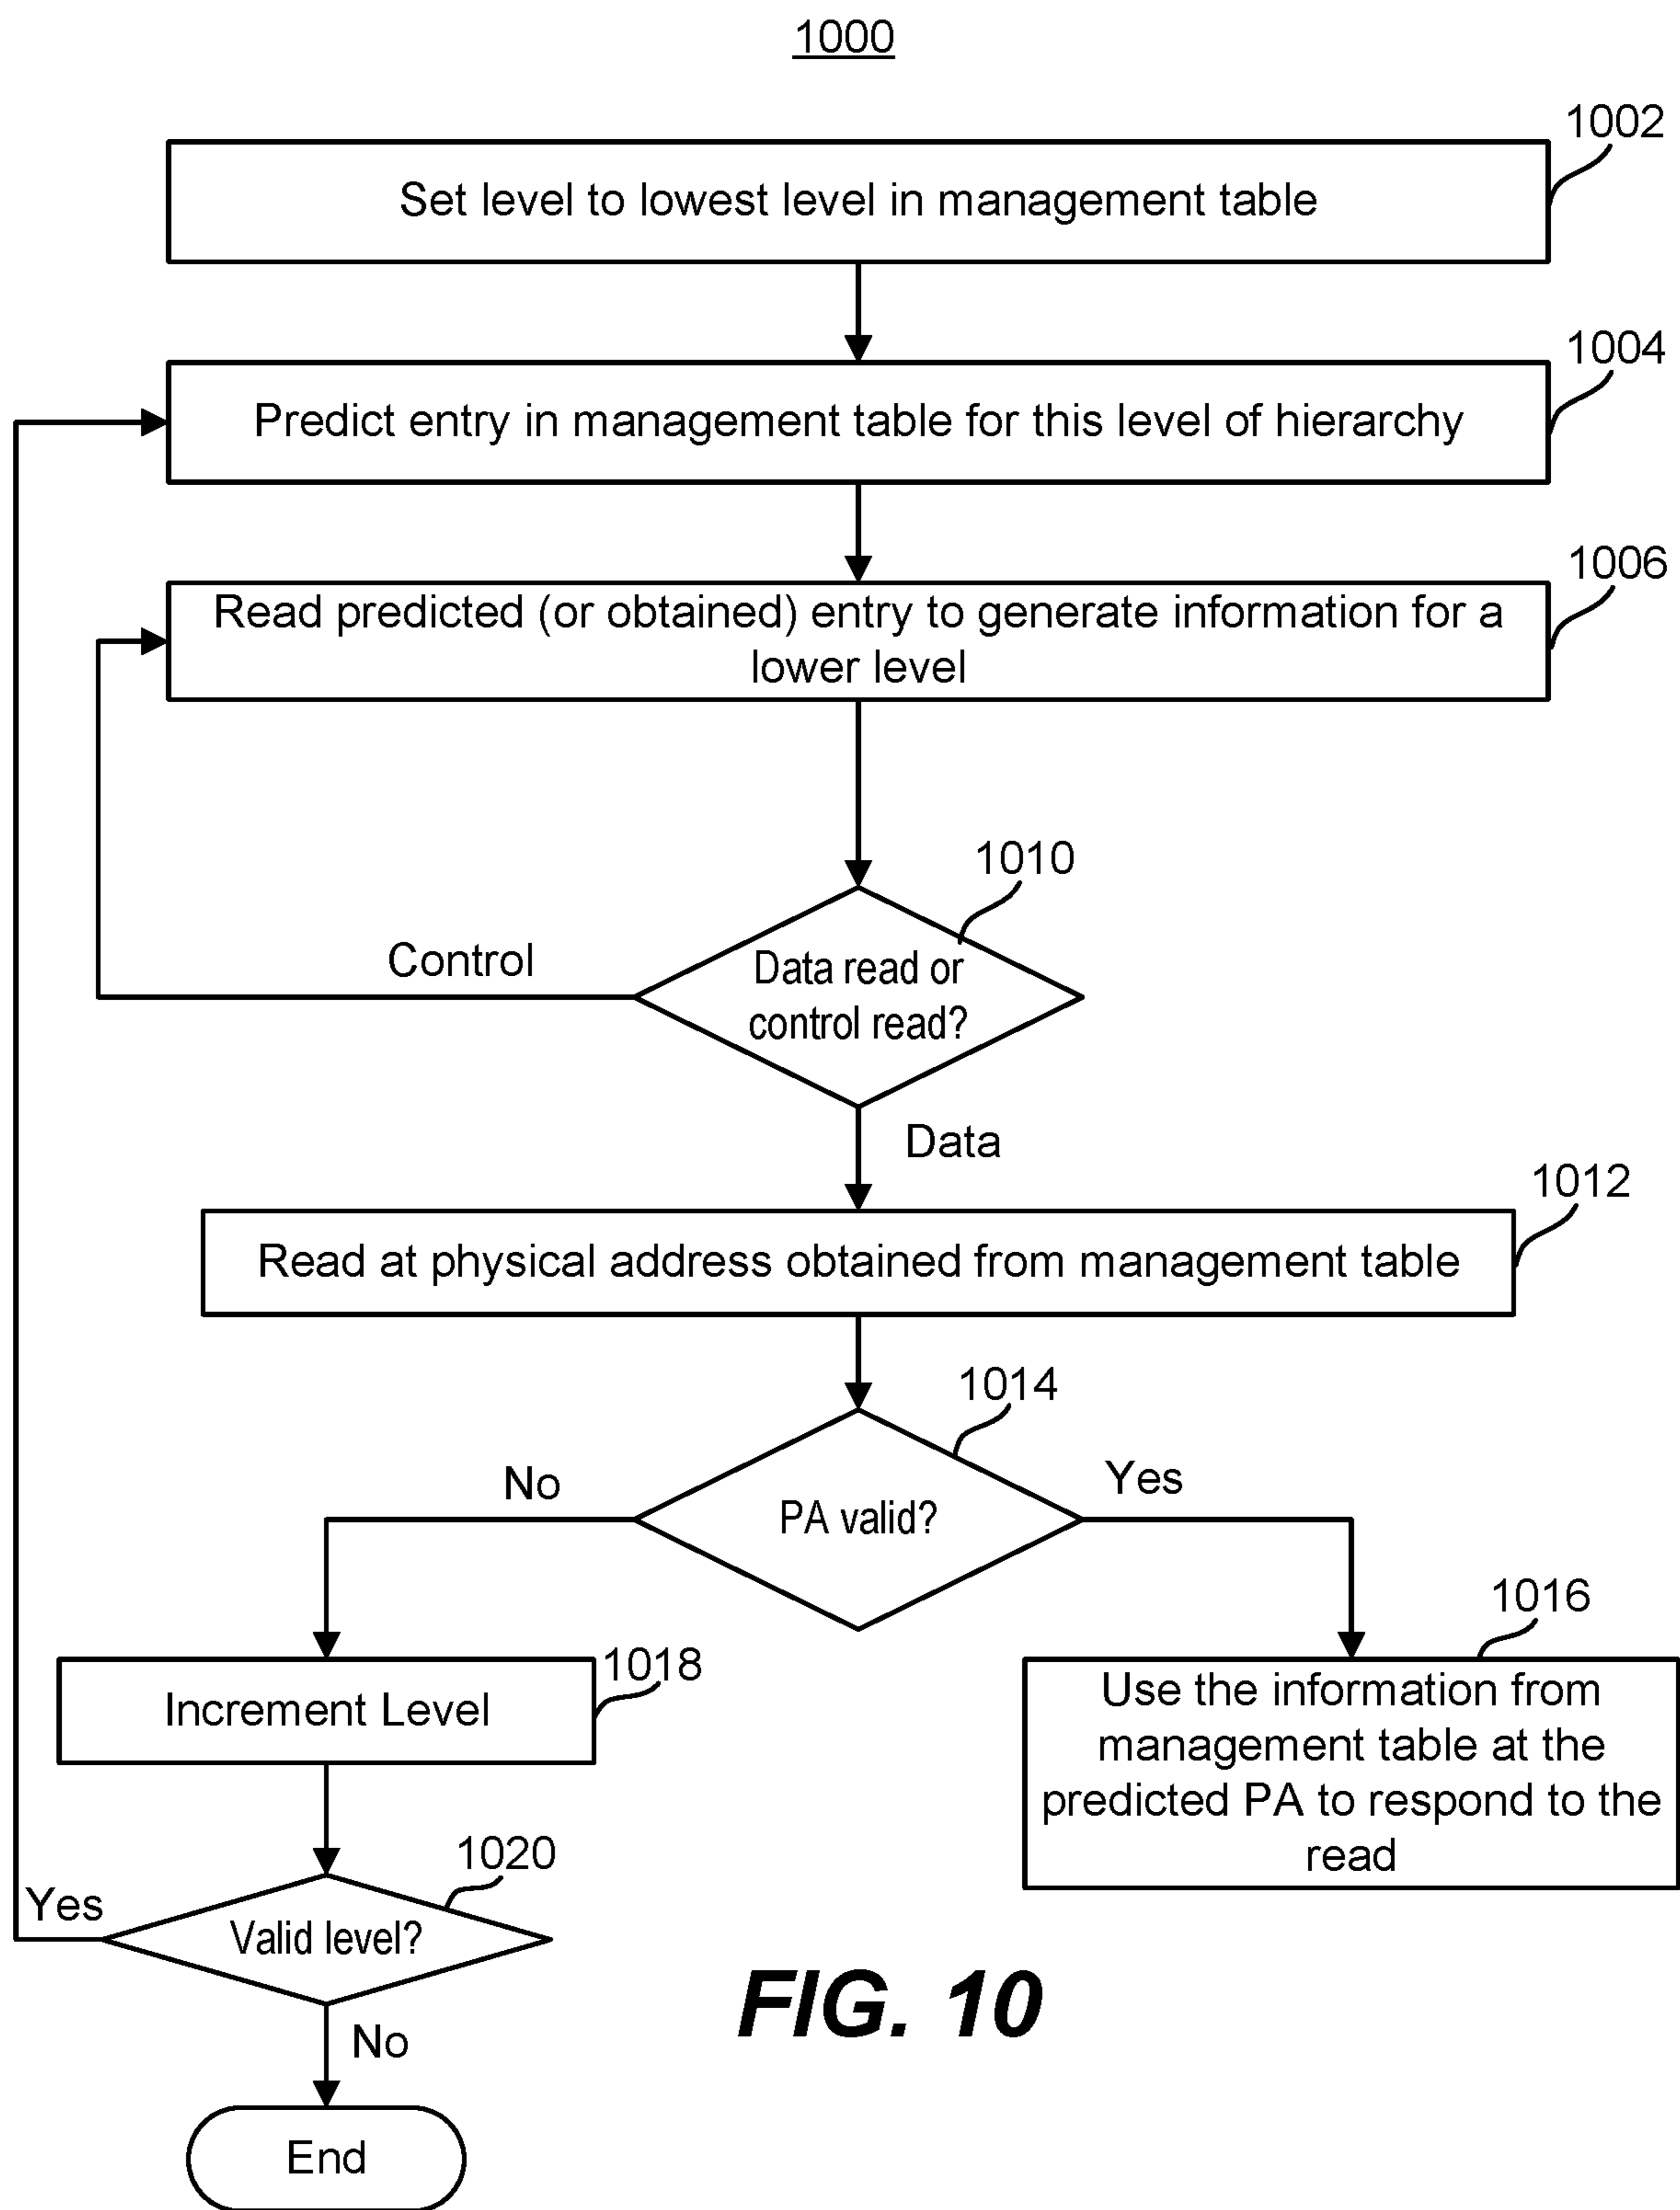 1000
1002
Set level to lowest level in management table
1004
Predict entry in management table for this level of hierarchy
1006
Read predicted (or obtained) entry to generate information for a
lower level
1010
Control
Data read or
control read?
Data
1012
Read at physical address obtained from management table
1014
No
Yes
PA valid?
1016
1018
Increment Level
Use the information from
management table at the
predicted PA to respond to the
read
1020
Yes
Valid level?
FIG. 10
No
End